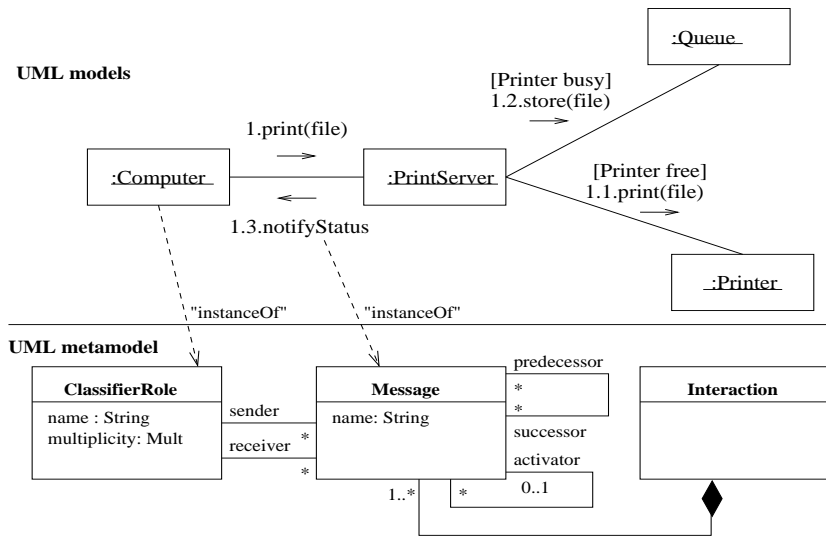 :Queue
UML models
[Printer busy]
1.2.store(file)
1.print(file)
:Computer
:PrintServer
[Printer free]
1.1.print(file)
1.3.notifyStatus
:Printer
"instanceOf"
"instanceOf"
UML metamodel
ClassifierRole
name : String
multiplicity: Mult
sender
*
receiver
*
Message
name: String
predecessor
*
*
successor
activator
0..1
1..*
*
Interaction